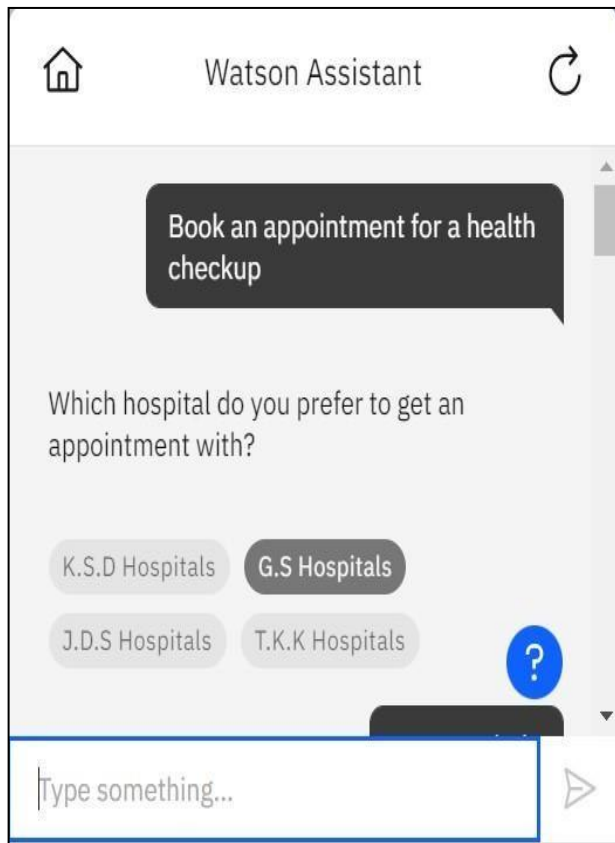 Watson Assistant
Book an appointment for a health
checkup
Which hospital do you prefer to get an
appointment with?
K.S.D Hospitals G.S Hospitals
J.D.S Hospitals T.K.K Hospitals
?
Type something...